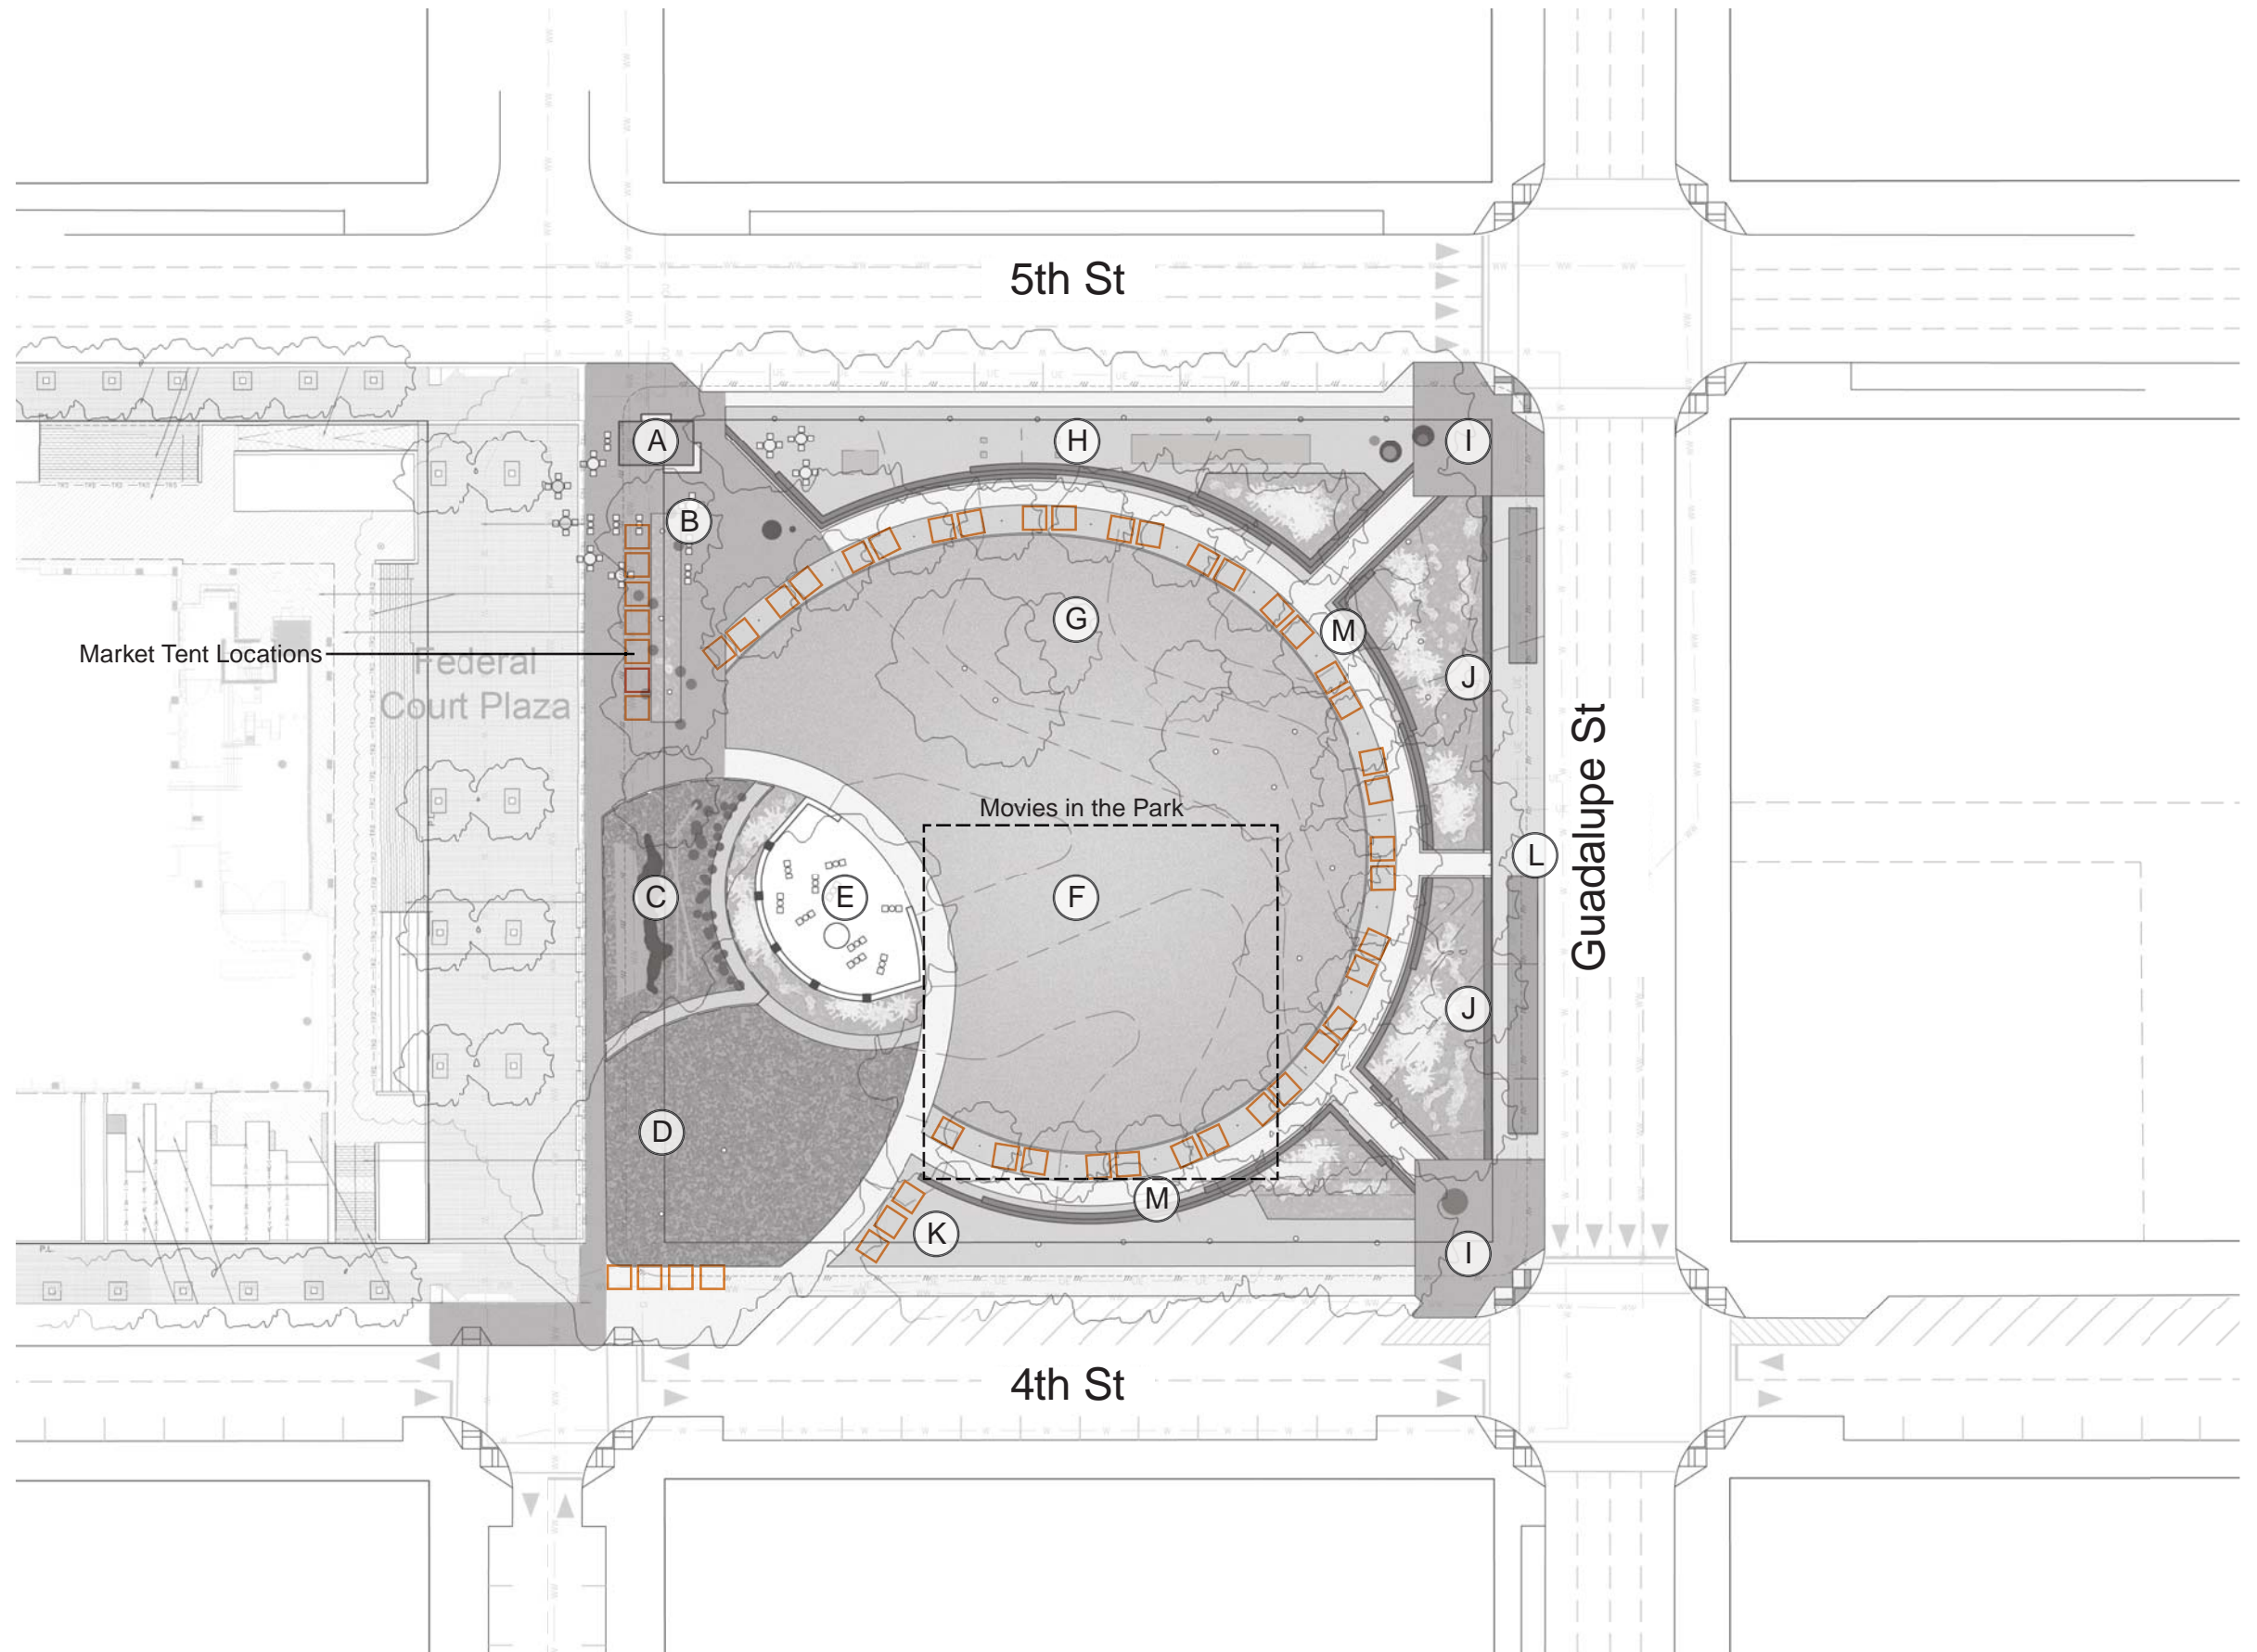 5th St
A
H
I
B
G
M
Market Tent Locations
Federal
Court Plaza
J
Guadalupe St
Movies in the Park
L
C
E
F
J
D
M
K
I
4th St
P.L.